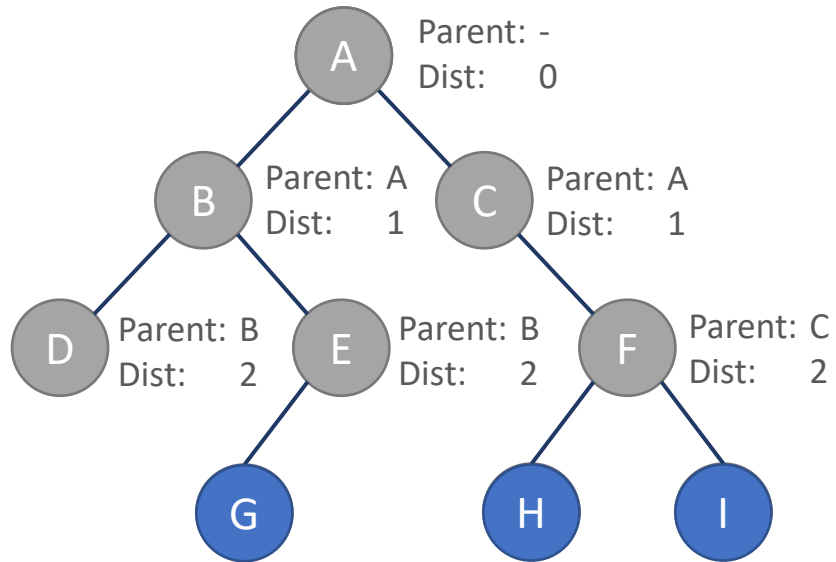 A
Parent: -
Dist: 0
B
Parent: A
Dist: 1
C
Parent: A
Dist: 1
D
Parent: B
Dist: 2
E
Parent: B
Dist: 2
F
Parent: C
Dist: 2
G
H
I